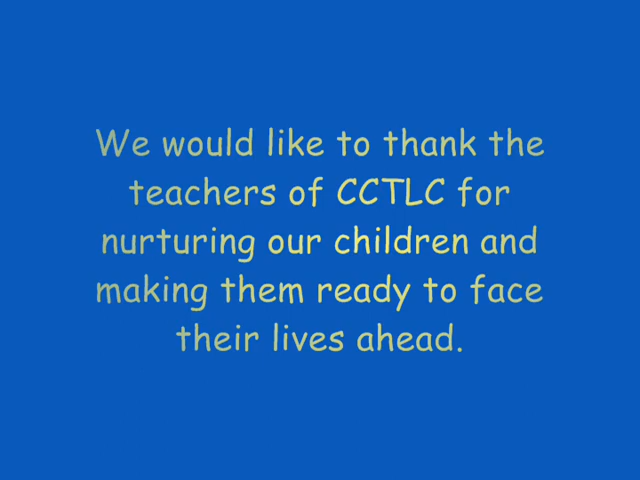 We would like to thank the
teachers of CCTLC for
nurturing our children and
making them ready to face
their lives ahead.